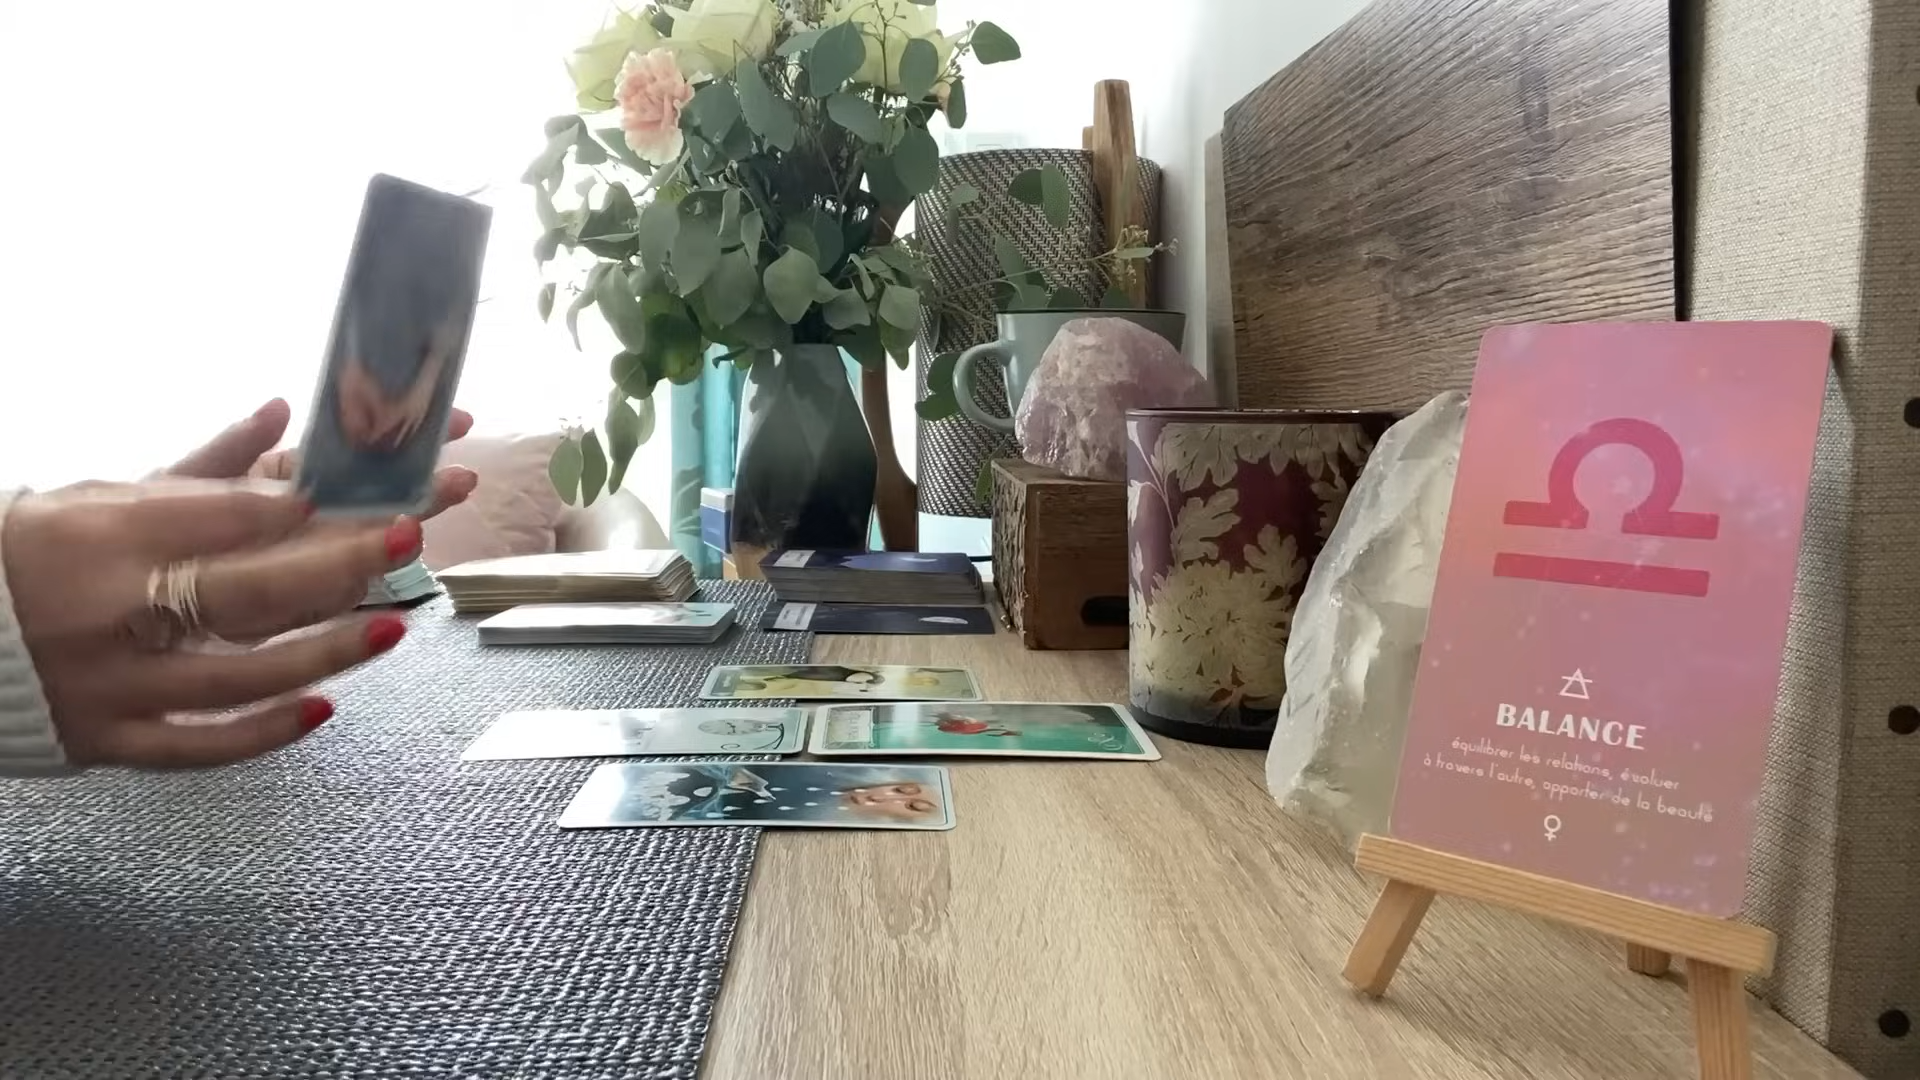 BALANCE
équilibrer les relations, évoluer
à travers l'autre, apporter de la beauté